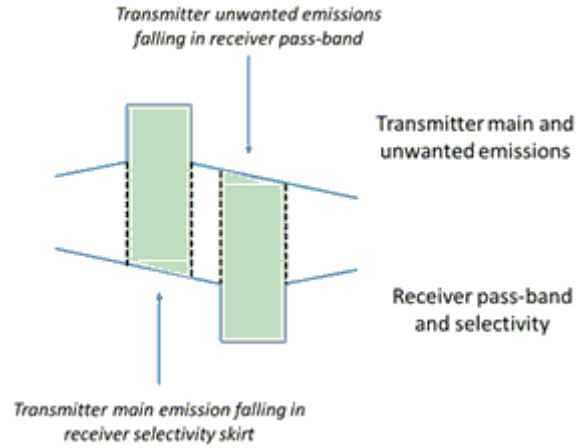 Transmitter unwanted emissions
falling in receiver pass-band
Transmitter main and
unwanted emissions
Receiver pass-band
and selectivity
Transmitter main emission falling in
receiver selectivity skirt